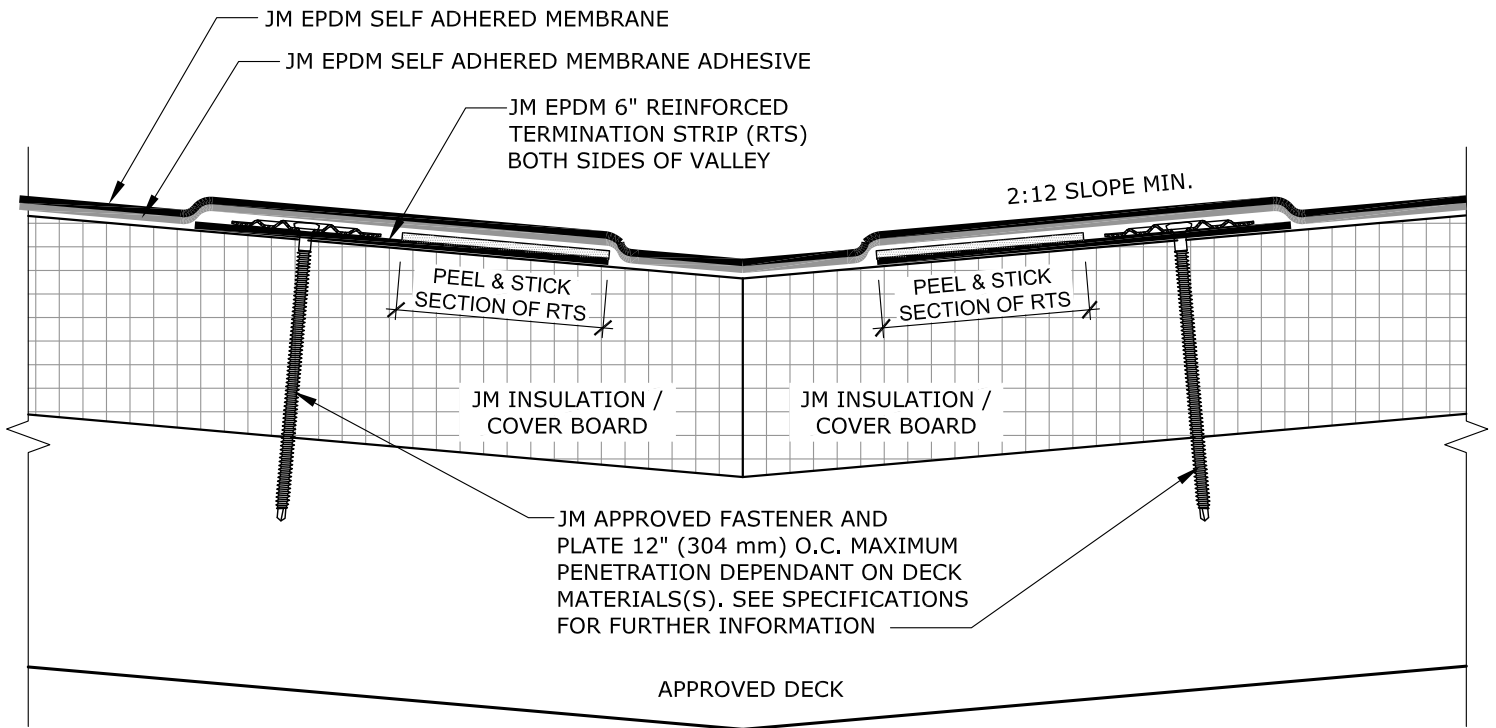 JM EPDM SELF ADHERED MEMBRANE
JM EPDM SELF ADHERED MEMBRANE ADHESIVE
JM EPDM 6" REINFORCED
TERMINATION STRIP (RTS)
BOTH SIDES OF VALLEY
2:12 SLOPE MIN.
PEEL & STICK
SECTION OF RTS
PEEL & STICK
SECTION OF RTS
JM INSULATION /
COVER BOARD
JM INSULATION /
COVER BOARD
JM APPROVED FASTENER AND
PLATE 12" (304 mm) O.C. MAXIMUM
PENETRATION DEPENDANT ON DECK
MATERIALS(S). SEE SPECIFICATIONS
FOR FURTHER INFORMATION
APPROVED DECK